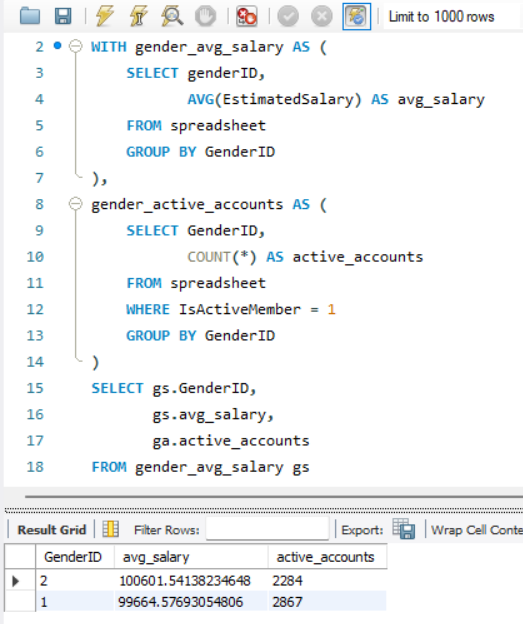 Limit to 1000 rows
2 WITH gender_avg_salary AS (
3 SELECT genderID,
4 AVG(EstimatedSalary) AS avg_salary
5 FROM spreadsheet
6 GROUP BY GenderID
7 ),
8 gender_active_accounts AS (
9 SELECT GenderID,
10 COUNT(*) AS active_accounts
11 FROM spreadsheet
12 WHERE IsActiveMember = 1
13 GROUP BY GenderID
14 )
15 SELECT gs.GenderID,
16 gs.avg_salary,
17 ga.active_accounts
18 FROM gender_avg_salary gs
Result Grid Filter Rows: Export: Wrap Cell Conte
GenderID avg_salary active_accounts
2 100601.54138234648 2284
1 99664.57693054806 2867